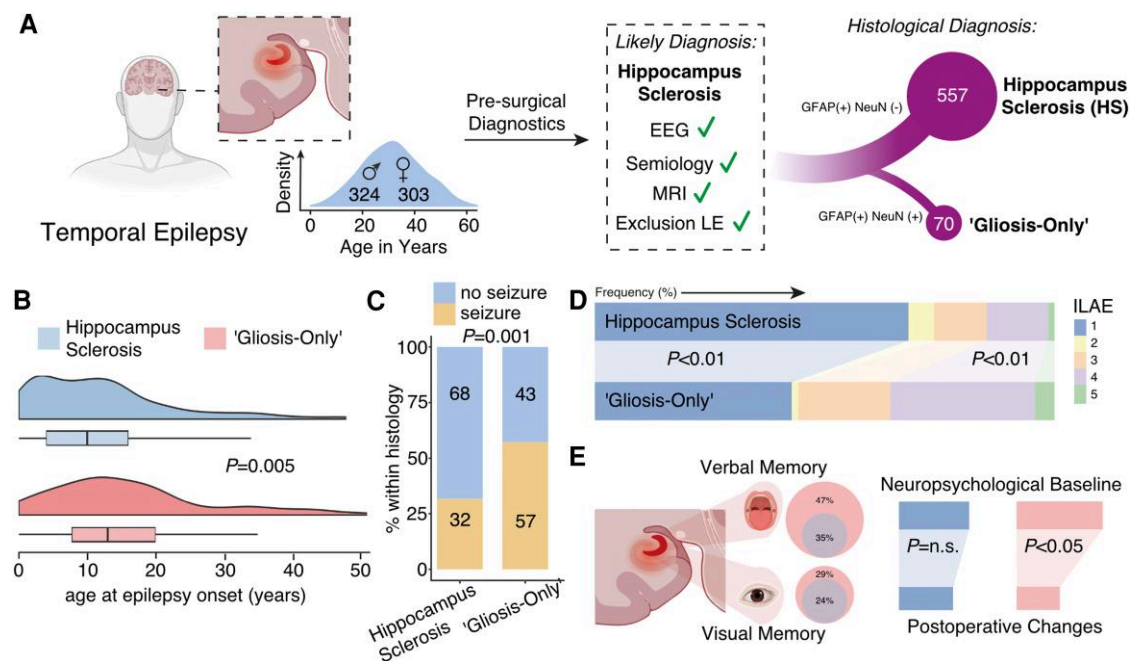 A
Temporal Epilepsy
Density
♂ ♀
324 303
0 20 40 60
Age in Years
Pre-surgical
Diagnostics
Likely Diagnosis:
Hippocampus
Sclerosis
EEG ✓
Semiology ✓
MRI ✓
Exclusion LE ✓
Histological Diagnosis:
GFAP(+) NeuN (-)
557
Hippocampus
Sclerosis (HS)
GFAP(+) NeuN (+)
70
'Gliosis-Only'
B
Hippocampus
Sclerosis
'Gliosis-Only'
P=0.005
0 10 20 30 40 50
age at epilepsy onset (years)
C
no seizure
seizure
P=0.001
% within histology
100
75
50
25
0
68 43
32 57
Hippocampus
Sclerosis
'Gliosis-Only'
D
Frequency (%)
Hippocampus Sclerosis
P<0.01 P<0.01
'Gliosis-Only'
ILAE
1
2
3
4
5
E
Verbal Memory
47%
35%
29%
24%
Visual Memory
Neuropsychological Baseline
P=n.s. P<0.05
Postoperative Changes